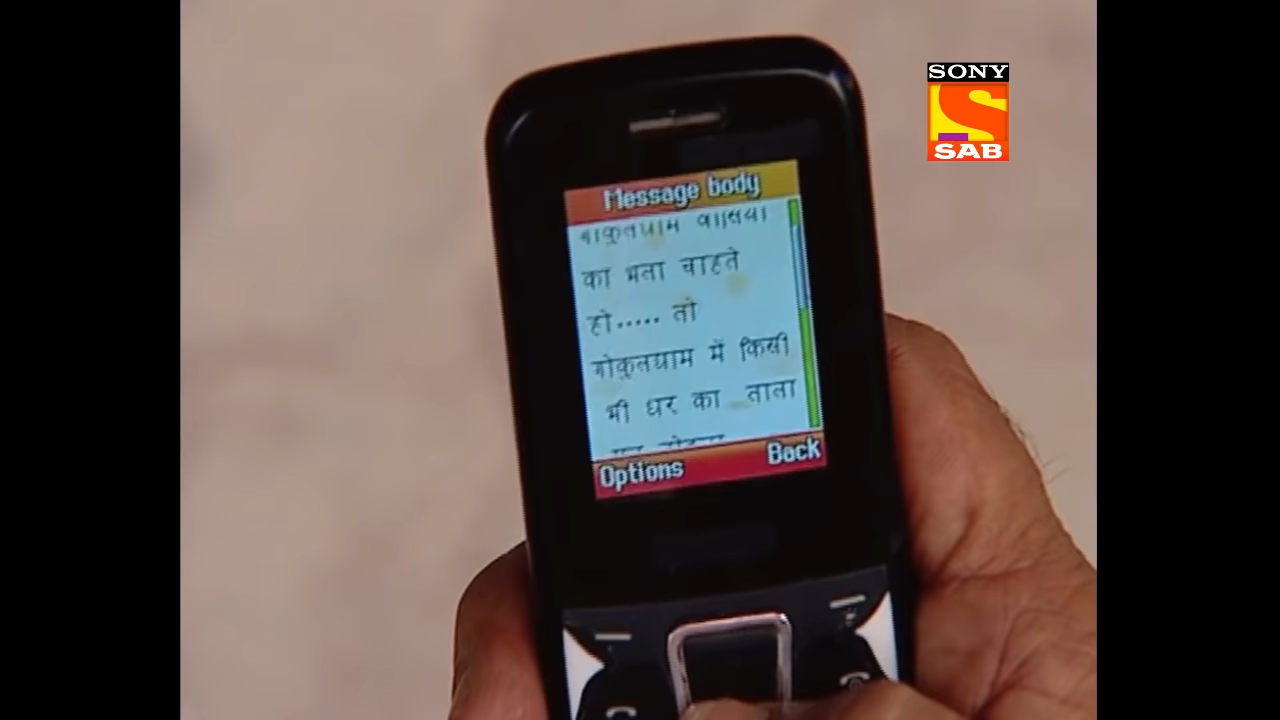 SONY
SAB
Message body
गोकुलधाम वासियों
का भला चाहते
हो..... तो
गोकुलधाम में किसी
भी घर का ताला
Options
Back